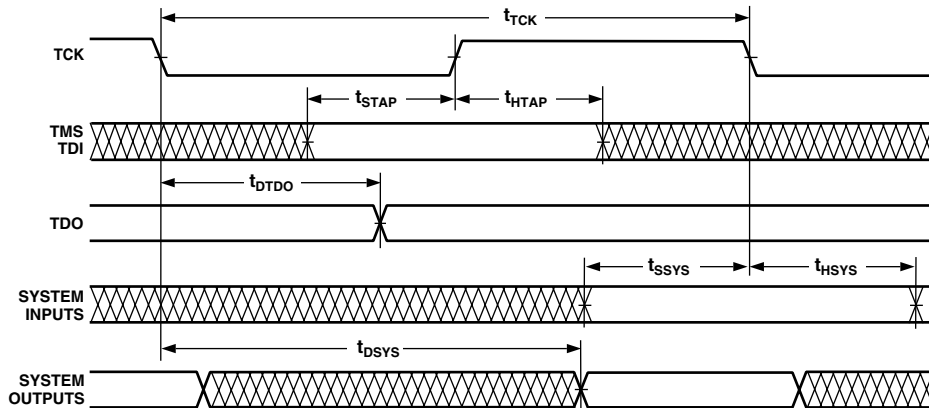 tTCK
TCK
tSTAP
tHTAP
TMS
TDI
tDTDO
TDO
tSSYS
tHSYS
SYSTEM
INPUTS
tDSYS
SYSTEM
OUTPUTS